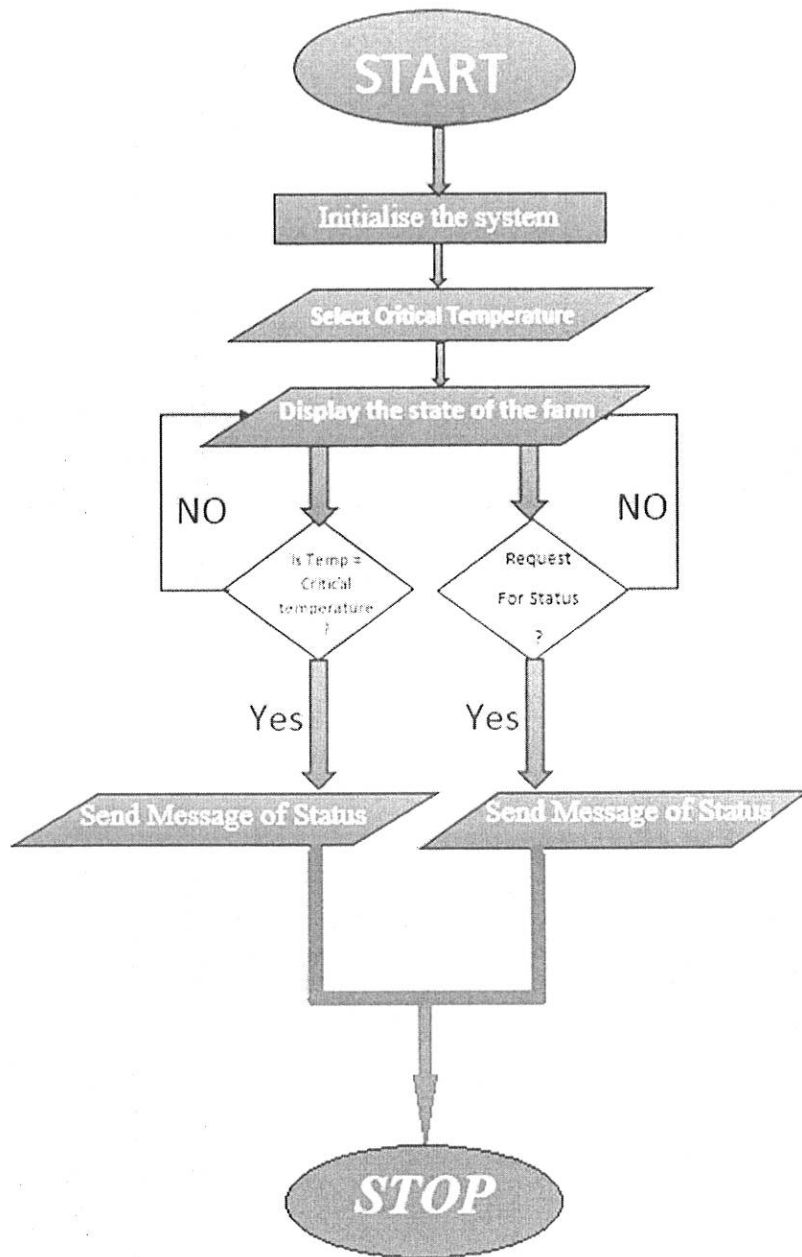 START
Initialise the system
Select Critical Temperature
Display the state of the farm
NO
NO
Is Temp =
Critical
temperature
?
Request
For Status
?
Yes
Yes
Send Message of Status
Send Message of Status
STOP